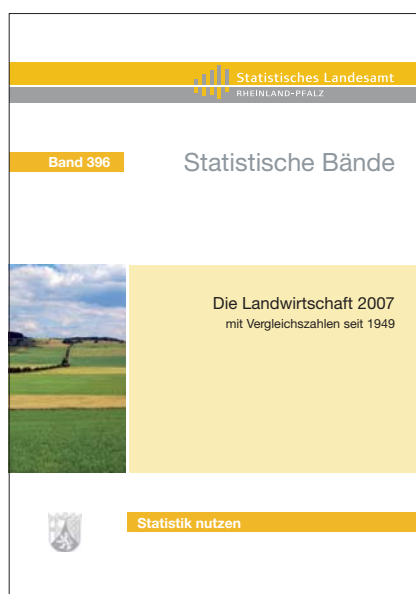 Statistisches Landesamt
RHEINLAND-PFALZ
Band 396
Statistische Bände
Die Landwirtschaft 2007
mit Vergleichszahlen seit 1949
Statistik nutzen